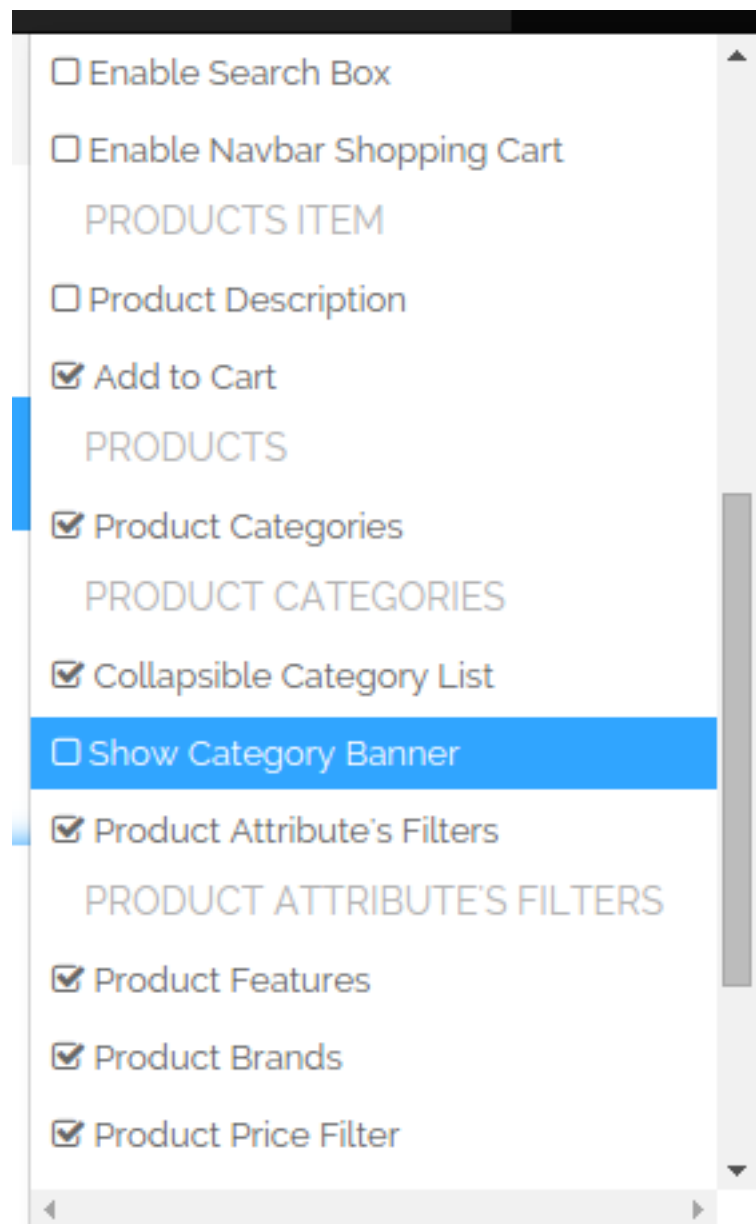 Enable Search Box
Enable Navbar Shopping Cart
PRODUCTS ITEM
Product Description
Add to Cart
PRODUCTS
Product Categories
PRODUCT CATEGORIES
Collapsible Category List
Show Category Banner
Product Attribute's Filters
PRODUCT ATTRIBUTE'S FILTERS
Product Features
Product Brands
Product Price Filter